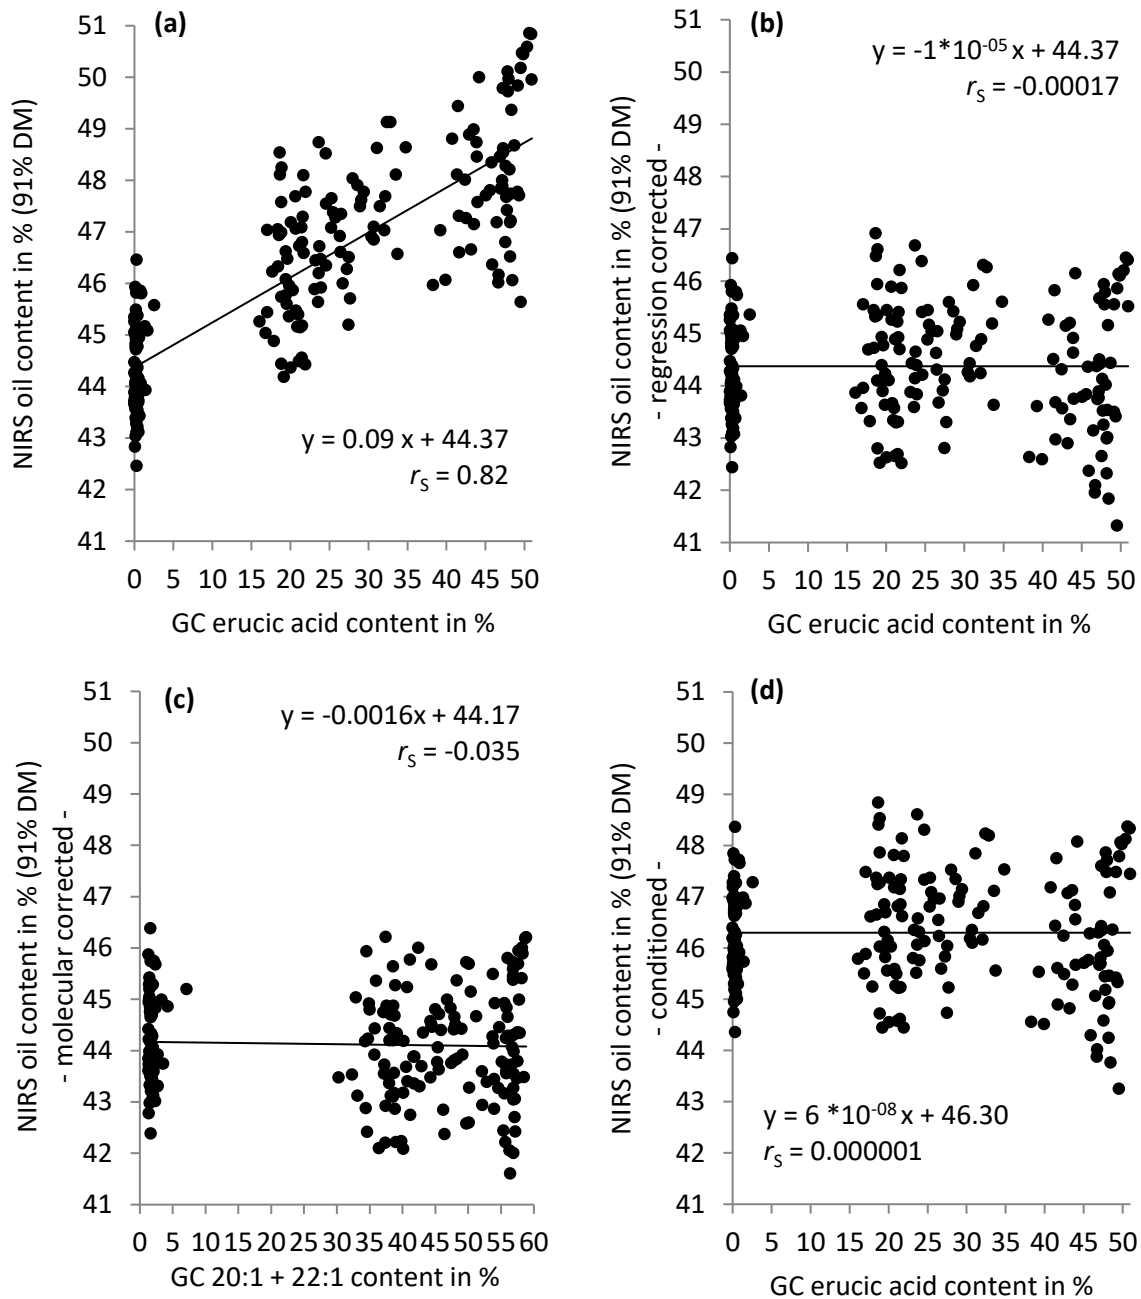 (a)
NIRS oil content in % (91% DM)
51
50
49
48
47
46
45
44
43
42
41
y = 0.09 x + 44.37
rS = 0.82
0 5 10 15 20 25 30 35 40 45 50
GC erucic acid content in %
(b)
NIRS oil content in % (91% DM)
- regression corrected -
51
50
49
48
47
46
45
44
43
42
41
y = -1*10-05 x + 44.37
rS = -0.00017
0 5 10 15 20 25 30 35 40 45 50
GC erucic acid content in %
(c)
NIRS oil content in % (91% DM)
- molecular corrected -
51
50
49
48
47
46
45
44
43
42
41
y = -0.0016x + 44.17
rS = -0.035
0 5 10 15 20 25 30 35 40 45 50 55 60
GC 20:1 + 22:1 content in %
(d)
NIRS oil content in % (91% DM)
- conditioned -
51
50
49
48
47
46
45
44
43
42
41
y = 6 *10-08 x + 46.30
rS = 0.000001
0 5 10 15 20 25 30 35 40 45 50
GC erucic acid content in %